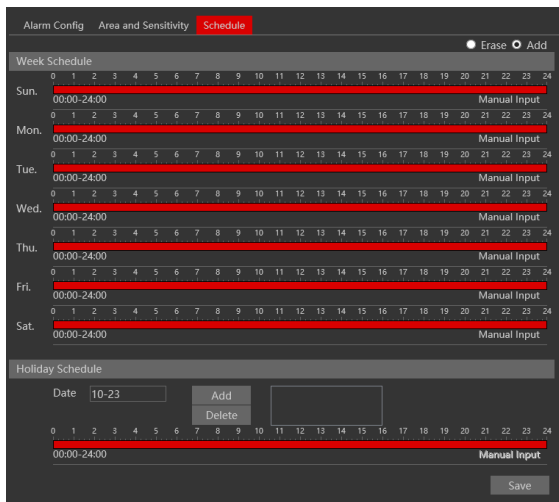 Alarm Config Area and Sensitivity Schedule
Erase Add
Week Schedule
0 1 2 3 4 5 6 7 8 9 10 11 12 13 14 15 16 17 18 19 20 21 22 23 24
Sun.
00:00-24:00 Manual Input
0 1 2 3 4 5 6 7 8 9 10 11 12 13 14 15 16 17 18 19 20 21 22 23 24
Mon.
00:00-24:00 Manual Input
0 1 2 3 4 5 6 7 8 9 10 11 12 13 14 15 16 17 18 19 20 21 22 23 24
Tue.
00:00-24:00 Manual Input
0 1 2 3 4 5 6 7 8 9 10 11 12 13 14 15 16 17 18 19 20 21 22 23 24
Wed.
00:00-24:00 Manual Input
0 1 2 3 4 5 6 7 8 9 10 11 12 13 14 15 16 17 18 19 20 21 22 23 24
Thu.
00:00-24:00 Manual Input
0 1 2 3 4 5 6 7 8 9 10 11 12 13 14 15 16 17 18 19 20 21 22 23 24
Fri.
00:00-24:00 Manual Input
0 1 2 3 4 5 6 7 8 9 10 11 12 13 14 15 16 17 18 19 20 21 22 23 24
Sat.
00:00-24:00 Manual Input
Holiday Schedule
Date 10-23 Add
Delete
0 1 2 3 4 5 6 7 8 9 10 11 12 13 14 15 16 17 18 19 20 21 22 23 24
00:00-24:00 Manual Input
Save